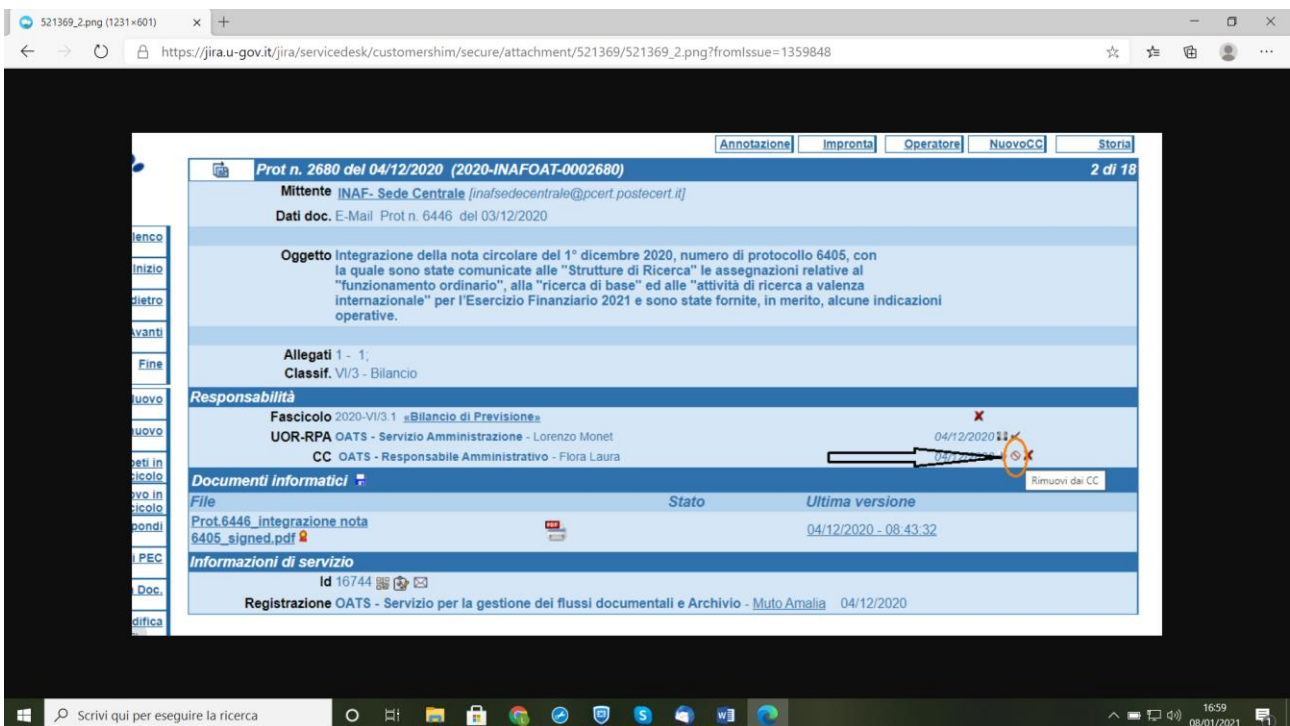 521369_2.png (1231×601)
https://jira.u-gov.it/jira/servicedesk/customershim/secure/attachment/521369/521369_2.png?fromIssue=1359848
Annotazione Impronta Operatore NuovoCC Storia
Prot n. 2680 del 04/12/2020 (2020-INAFOAT-0002680) 2 di 18
Mittente INAF- Sede Centrale [inafsedecentrale@pcert.postecert.it]
Dati doc. E-Mail Prot n. 6446 del 03/12/2020
lenco
Oggetto Integrazione della nota circolare del 1° dicembre 2020, numero di protocollo 6405, con
Inizio la quale sono state comunicate alle "Strutture di Ricerca" le assegnazioni relative al
"funzionamento ordinario", alla "ricerca di base" ed alle "attività di ricerca a valenza
dietro internazionale" per l'Esercizio Finanziario 2021 e sono state fornite, in merito, alcune indicazioni
operative.
Avanti
Allegati 1 - 1;
Fine
Classif. VI/3 - Bilancio
Responsabilità
Fascicolo 2020-VI/3.1 «Bilancio di Previsione»
UOR-RPA OATS - Servizio Amministrazione - Lorenzo Monet 04/12/2020
CC OATS - Responsabile Amministrativo - Flora Laura
peti in
cicolo
Documenti informatici
Rimuovi dai CC
File Stato Ultima versione
ovo in
cicolo
Prot.6446_integrazione nota
6405_signed.pdf
04/12/2020 - 08:43:32
pondi
i PEC
Informazioni di servizio
Id 16744
Doc.
Registrazione OATS - Servizio per la gestione dei flussi documentali e Archivio - Muto Amalia 04/12/2020
difica
Scrivi qui per eseguire la ricerca
16:59
08/01/2021